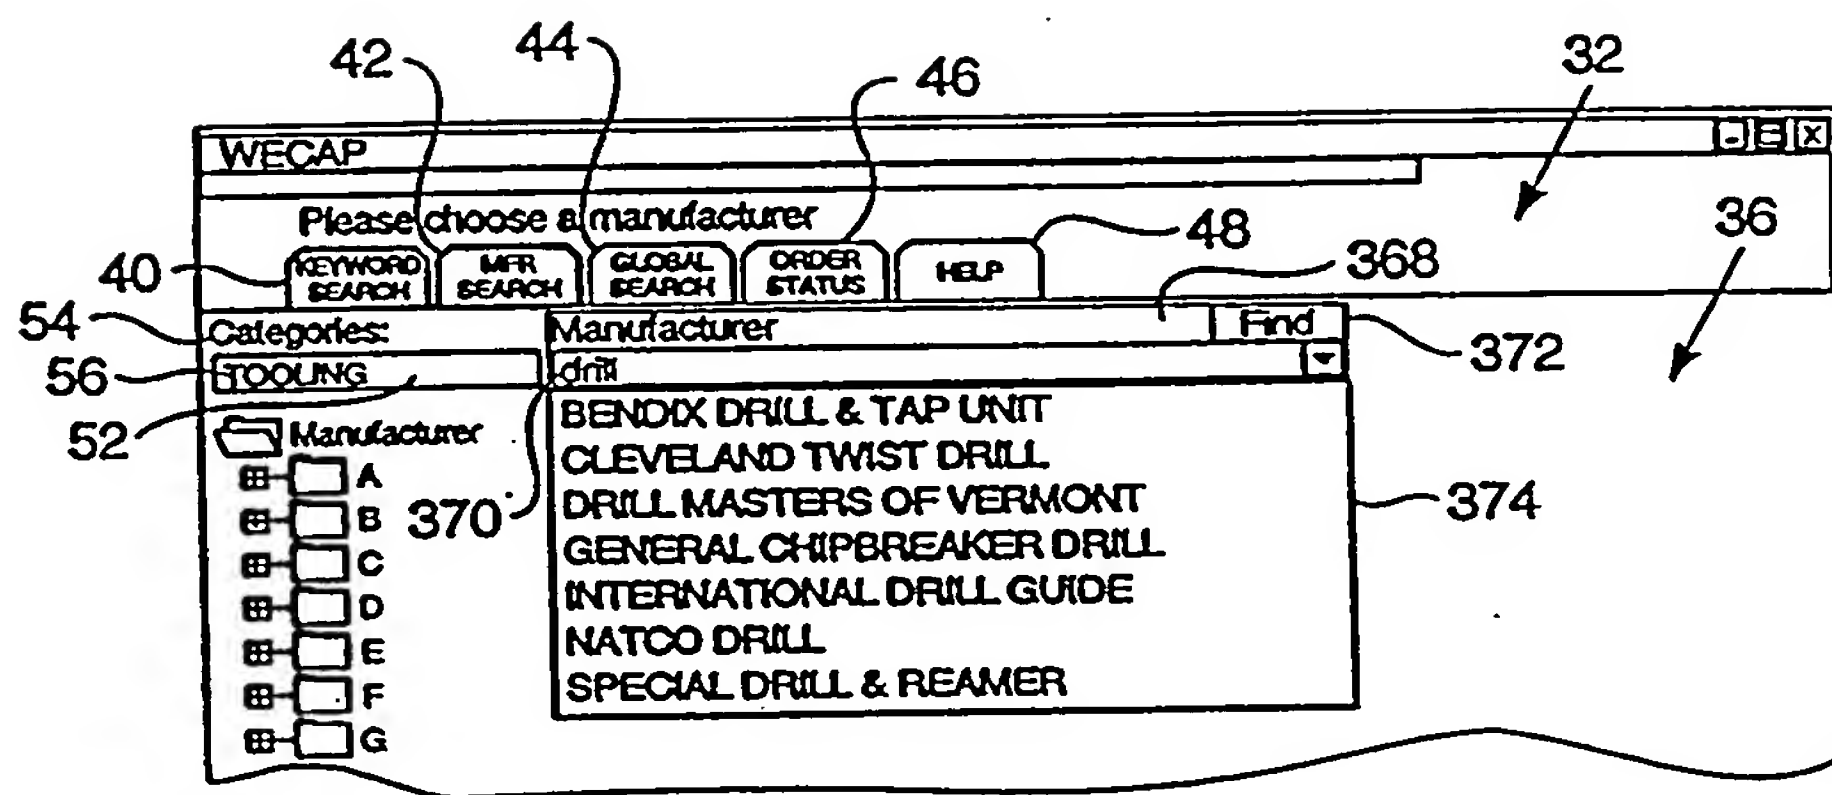 42
44
46
32
WECAP
Please choose a manufacturer
36
48
40
KEYWORD SEARCH
MFR SEARCH
GLOBAL SEARCH
ORDER STATUS
HELP
368
54
Categories:
Manufacturer
Find
372
56
TOOLING
drill
52
Manufacturer
BENDIX DRILL & TAP UNIT
CLEVELAND TWIST DRILL
A
DRILL MASTERS OF VERMONT
374
B
370
GENERAL CHIPBREAKER DRILL
C
INTERNATIONAL DRILL GUIDE
D
NATCO DRILL
E
SPECIAL DRILL & REAMER
F
G